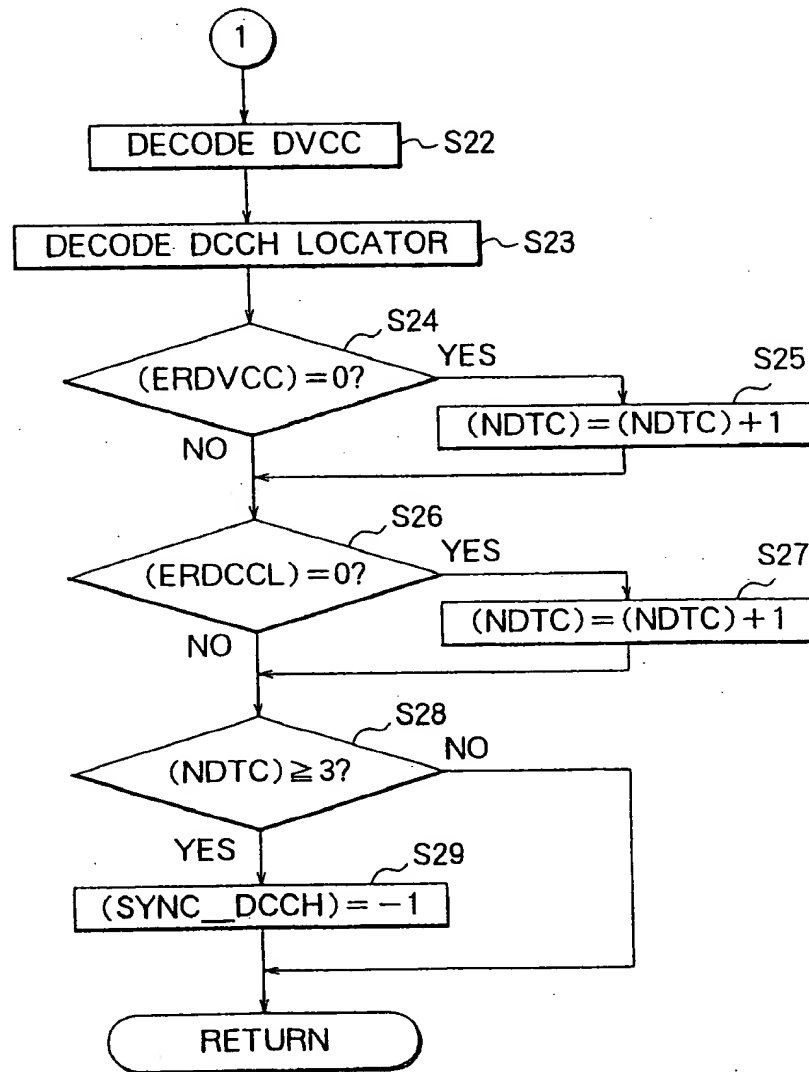 1
DECODE DVCC
S22
DECODE DCCH LOCATOR
S23
S24
(ERDVCC)=0?
YES
S25
(NDTC)=(NDTC)+1
NO
S26
(ERDCCL)=0?
YES
S27
(NDTC)=(NDTC)+1
NO
S28
(NDTC)≧3?
NO
YES
S29
(SYNC__DCCH)=-1
RETURN